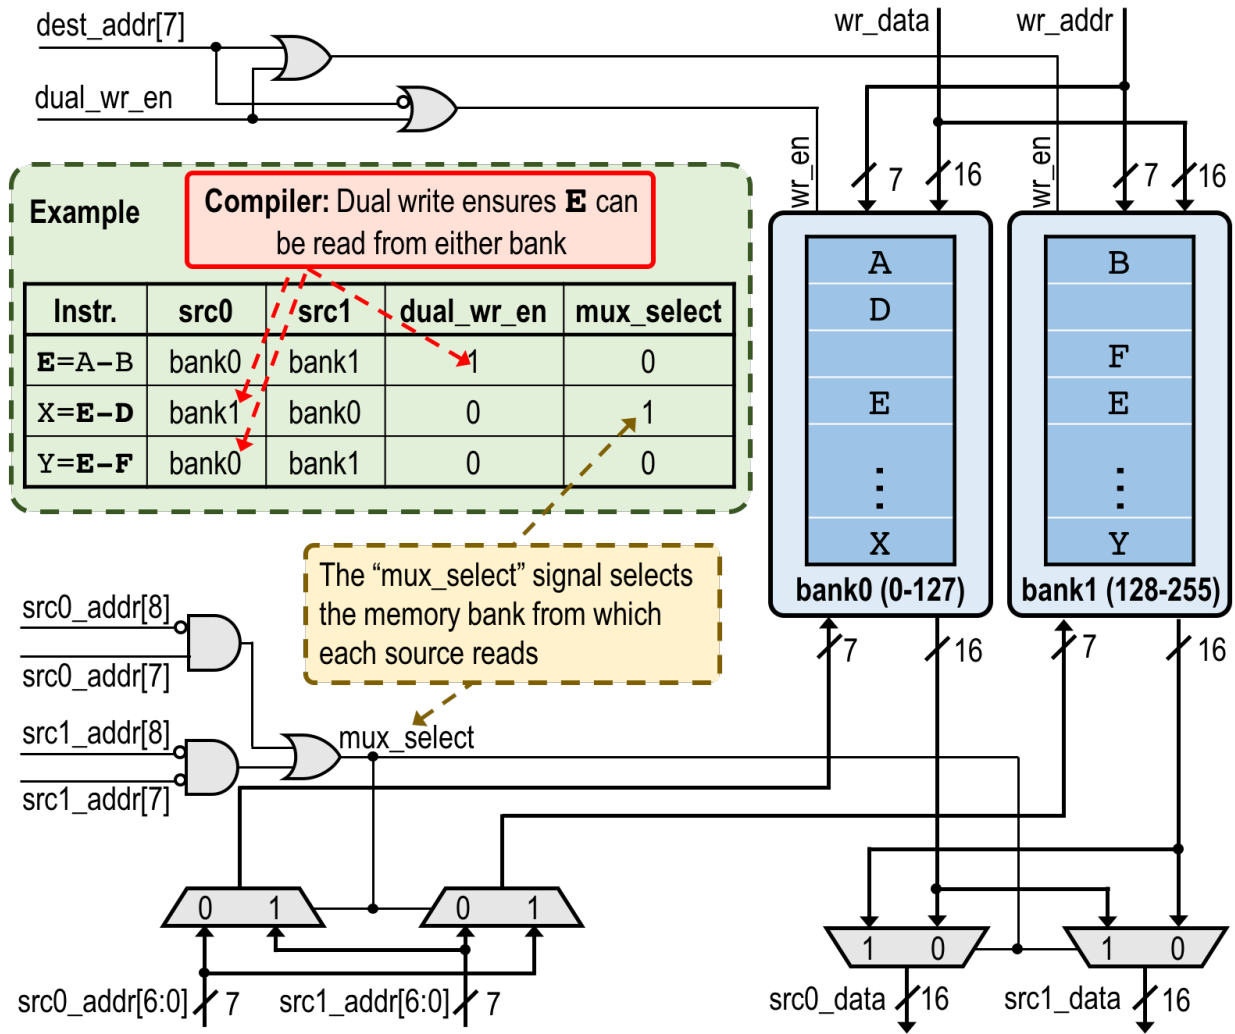 dest_addr[7]
dual_wr_en
wr_data
wr_addr
wr_en
wr_en
7
16
7
16
Example
Compiler: Dual write ensures E can
be read from either bank
Instr. src0 src1 dual_wr_en mux_select
E=A-B bank0 bank1 1 0
X=E-D bank1 bank0 0 1
Y=E-F bank0 bank1 0 0
A
D
E
X
bank0 (0-127)
B
F
E
Y
bank1 (128-255)
The “mux_select” signal selects
the memory bank from which
each source reads
7
16
7
16
src0_addr[8]
src0_addr[7]
src1_addr[8]
src1_addr[7]
mux_select
0 1
0 1
1 0
1 0
src0_addr[6:0] 7
src1_addr[6:0] 7
src0_data 16
src1_data 16